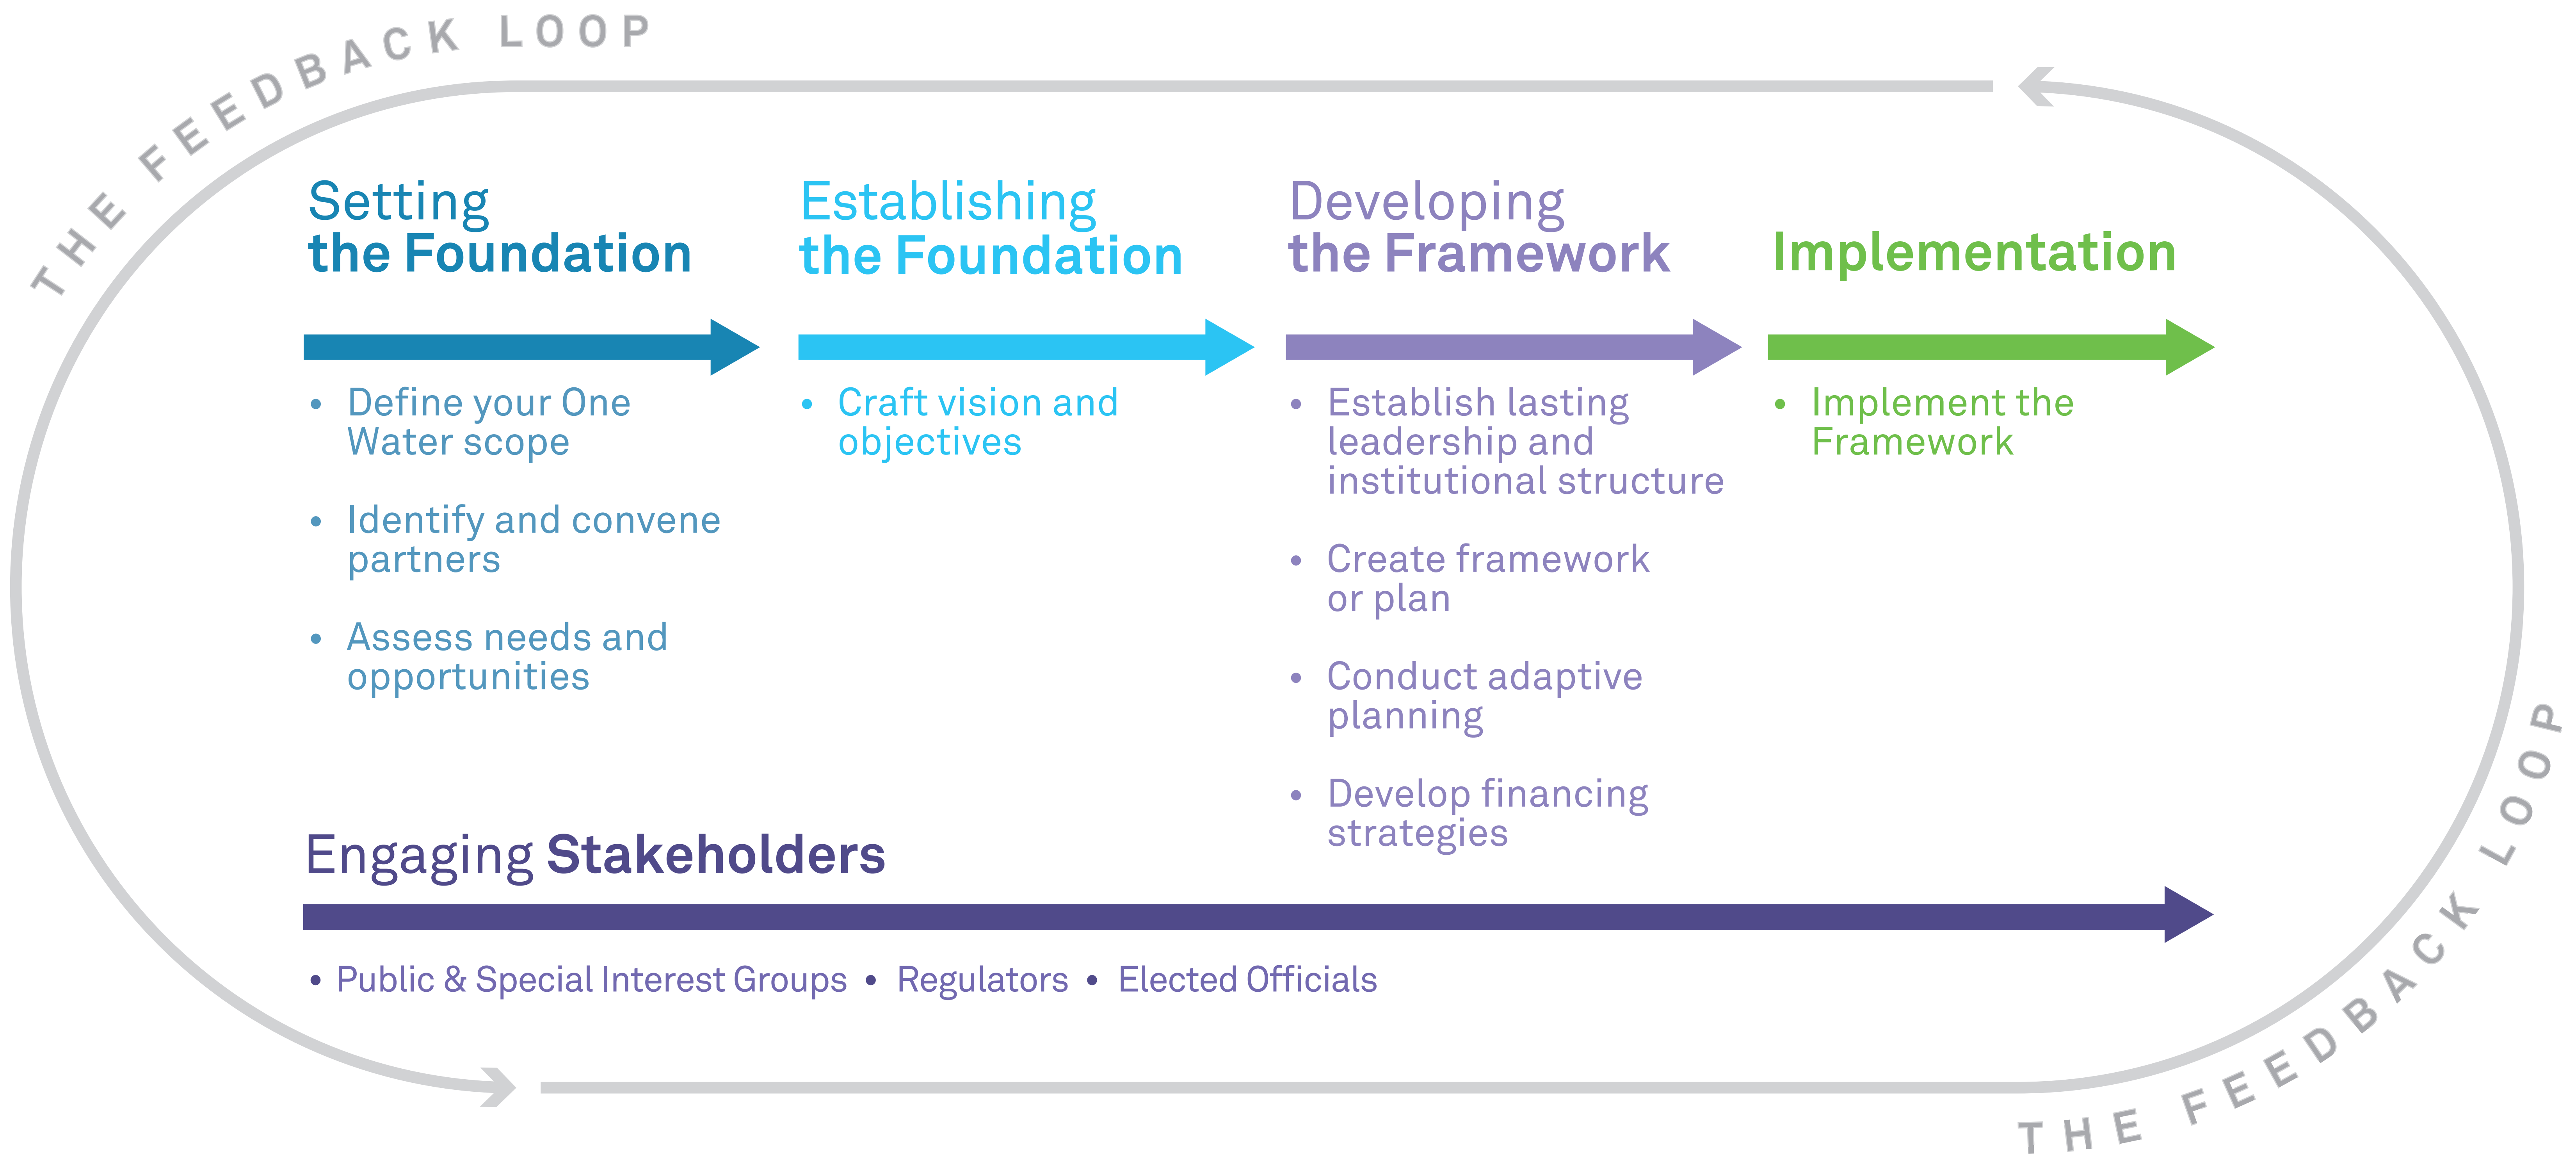 THE FEEDBACK LOOP
Setting
the Foundation
• Define your One
Water scope
• Identify and convene
partners
• Assess needs and
opportunities
Establishing
the Foundation
• Craft vision and
objectives
Developing
the Framework
• Establish lasting
leadership and
institutional structure
• Create framework
or plan
• Conduct adaptive
planning
• Develop financing
strategies
Implementation
• Implement the
Framework
Engaging Stakeholders
• Public & Special Interest Groups • Regulators • Elected Officials
THE FEEDBACK LOOP